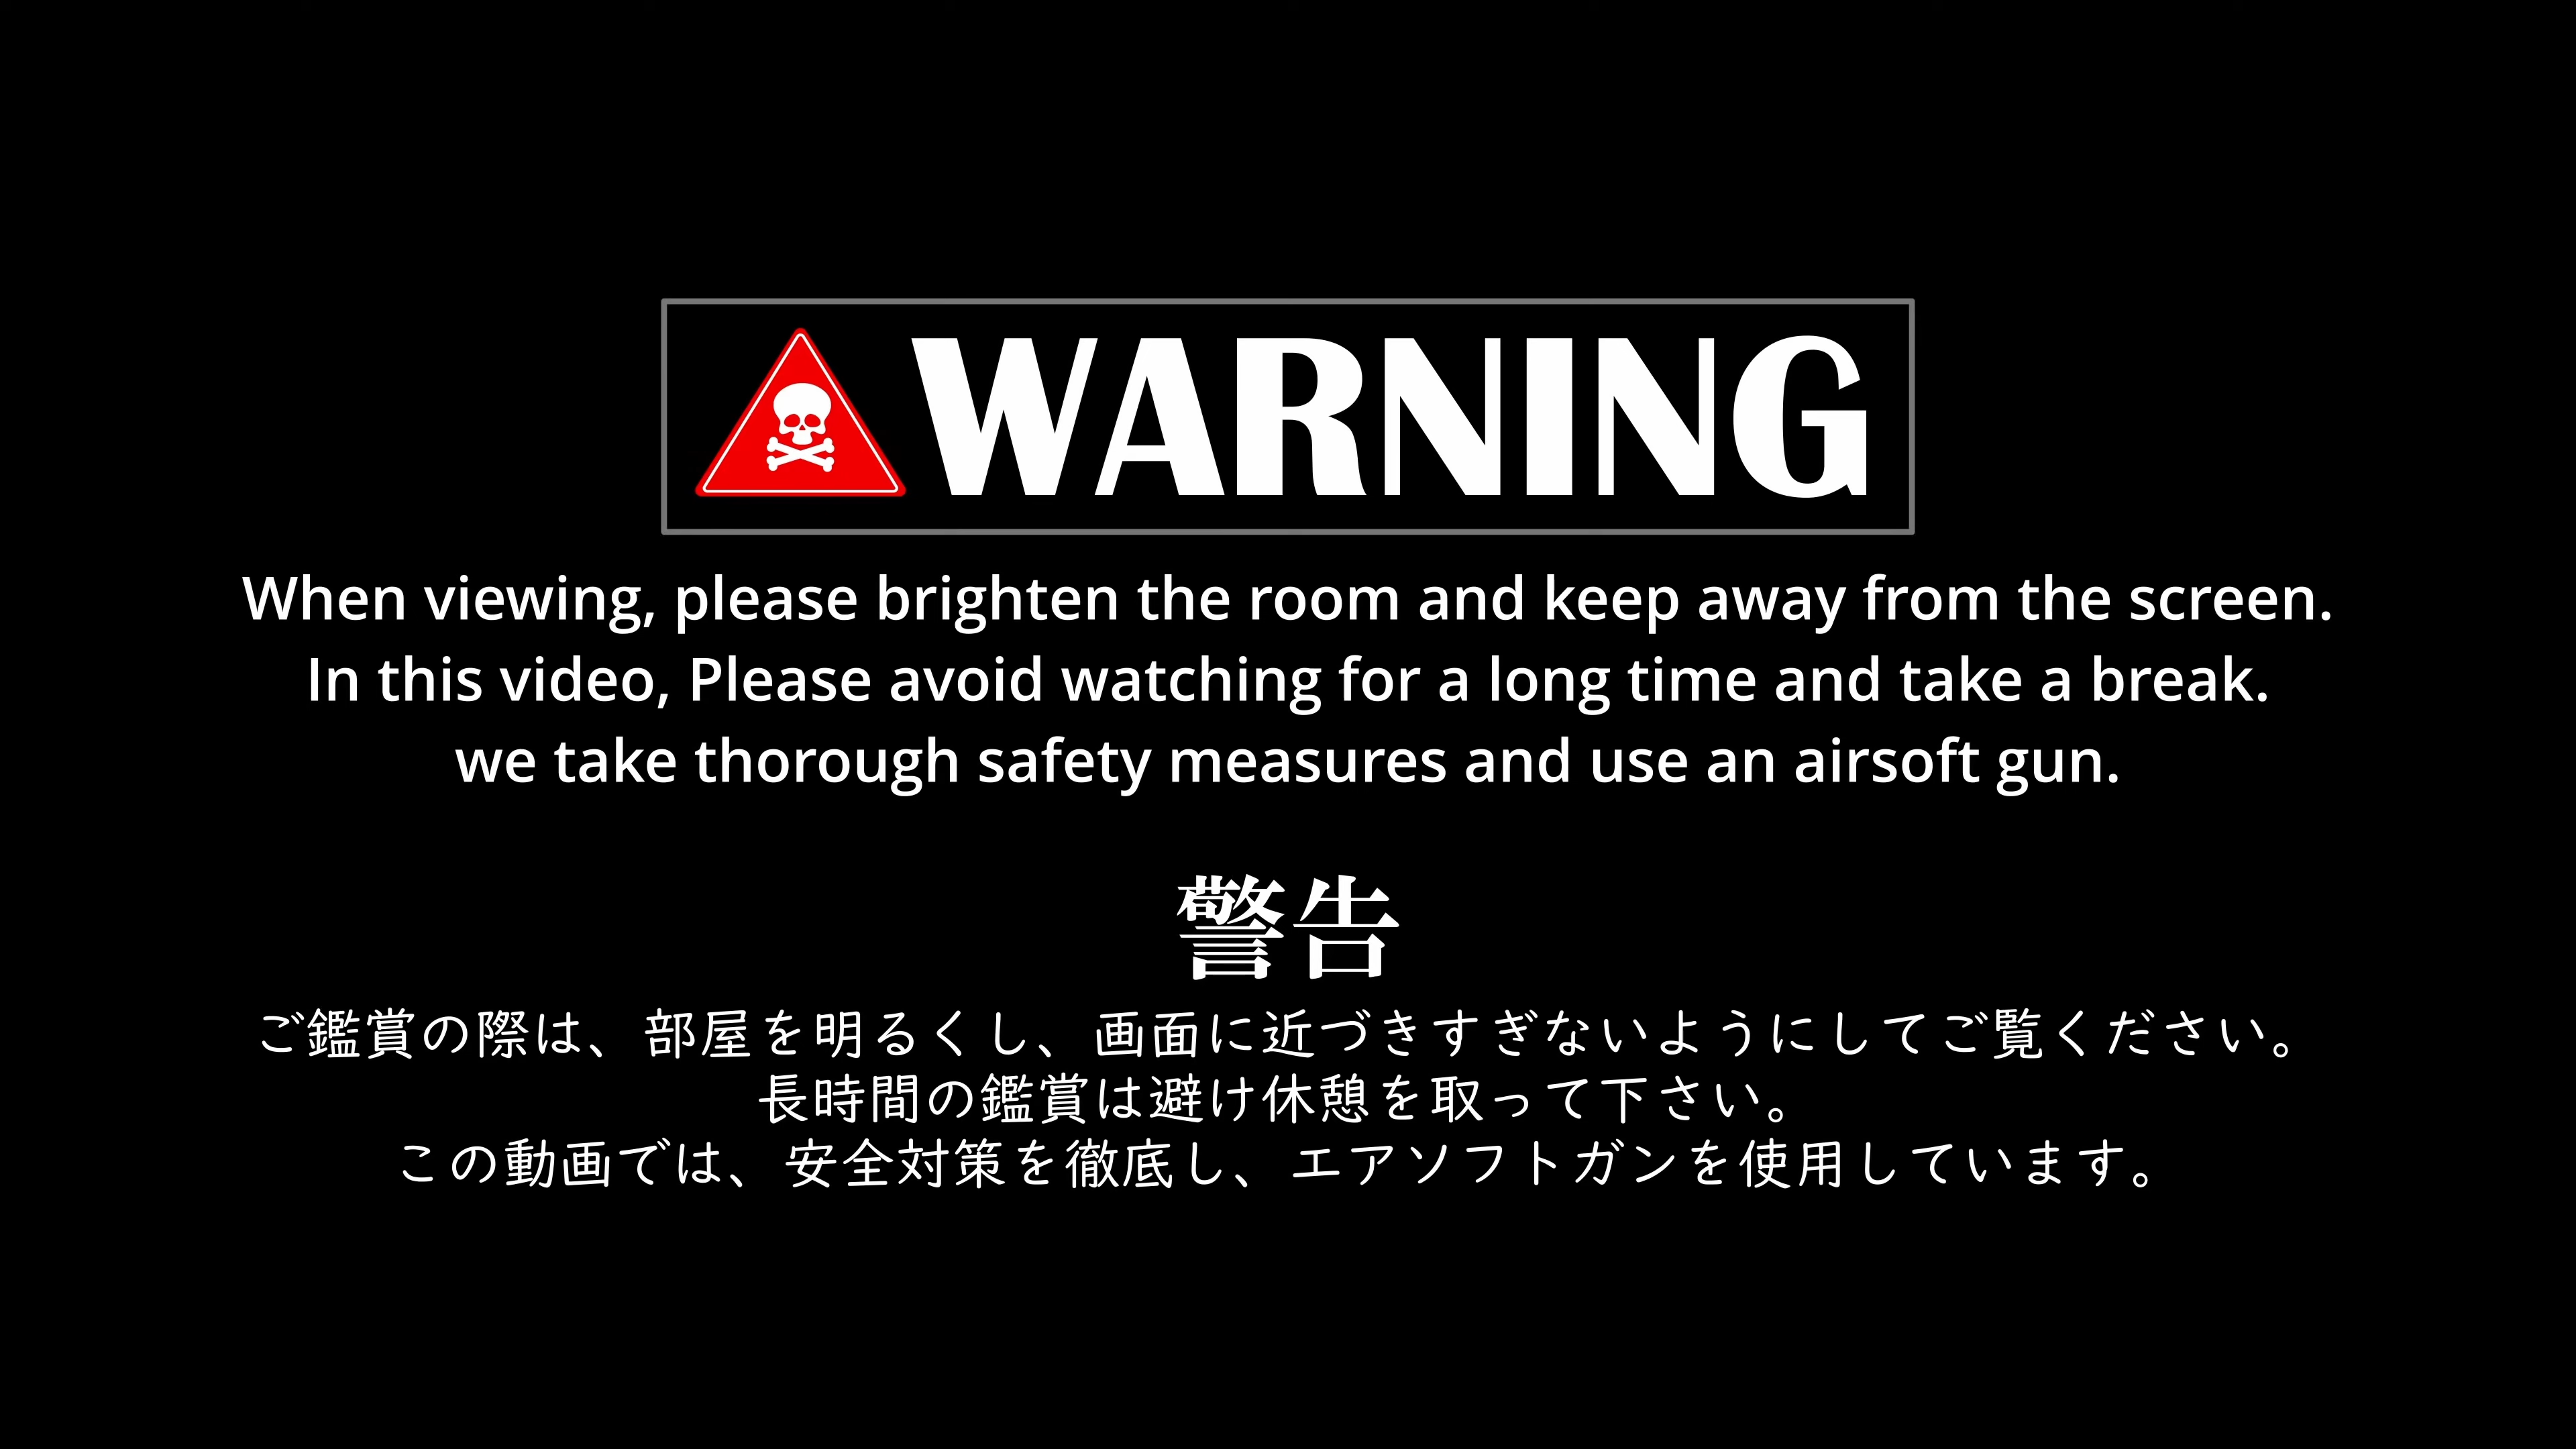 WARNING
When viewing, please brighten the room and keep away from the screen.
In this video, Please avoid watching for a long time and take a break.
we take thorough safety measures and use an airsoft gun.
警告
ご鑑賞の際は、部屋を明るくし、画面に近づきすぎないようにしてご覧ください。
長時間の鑑賞は避け休憩を取って下さい。
この動画では、安全対策を徹底し、エアソフトガンを使用しています。